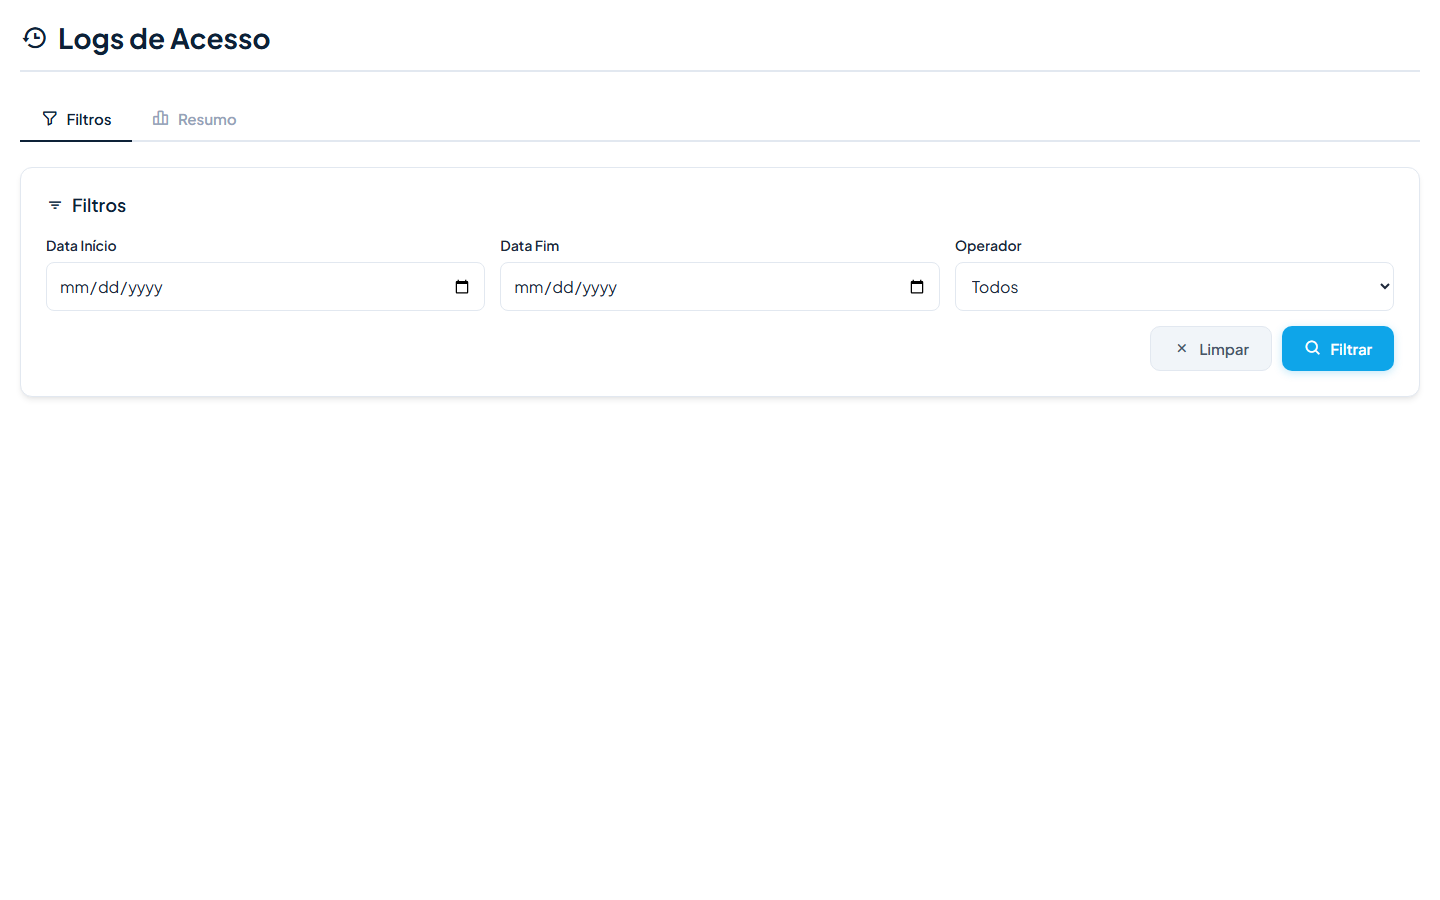 Logs de Acesso
Filtros
Resumo
Filtros
Data Início
Data Fim
Operador
mm/dd/yyyy
mm/dd/yyyy
Todos
Limpar
Filtrar